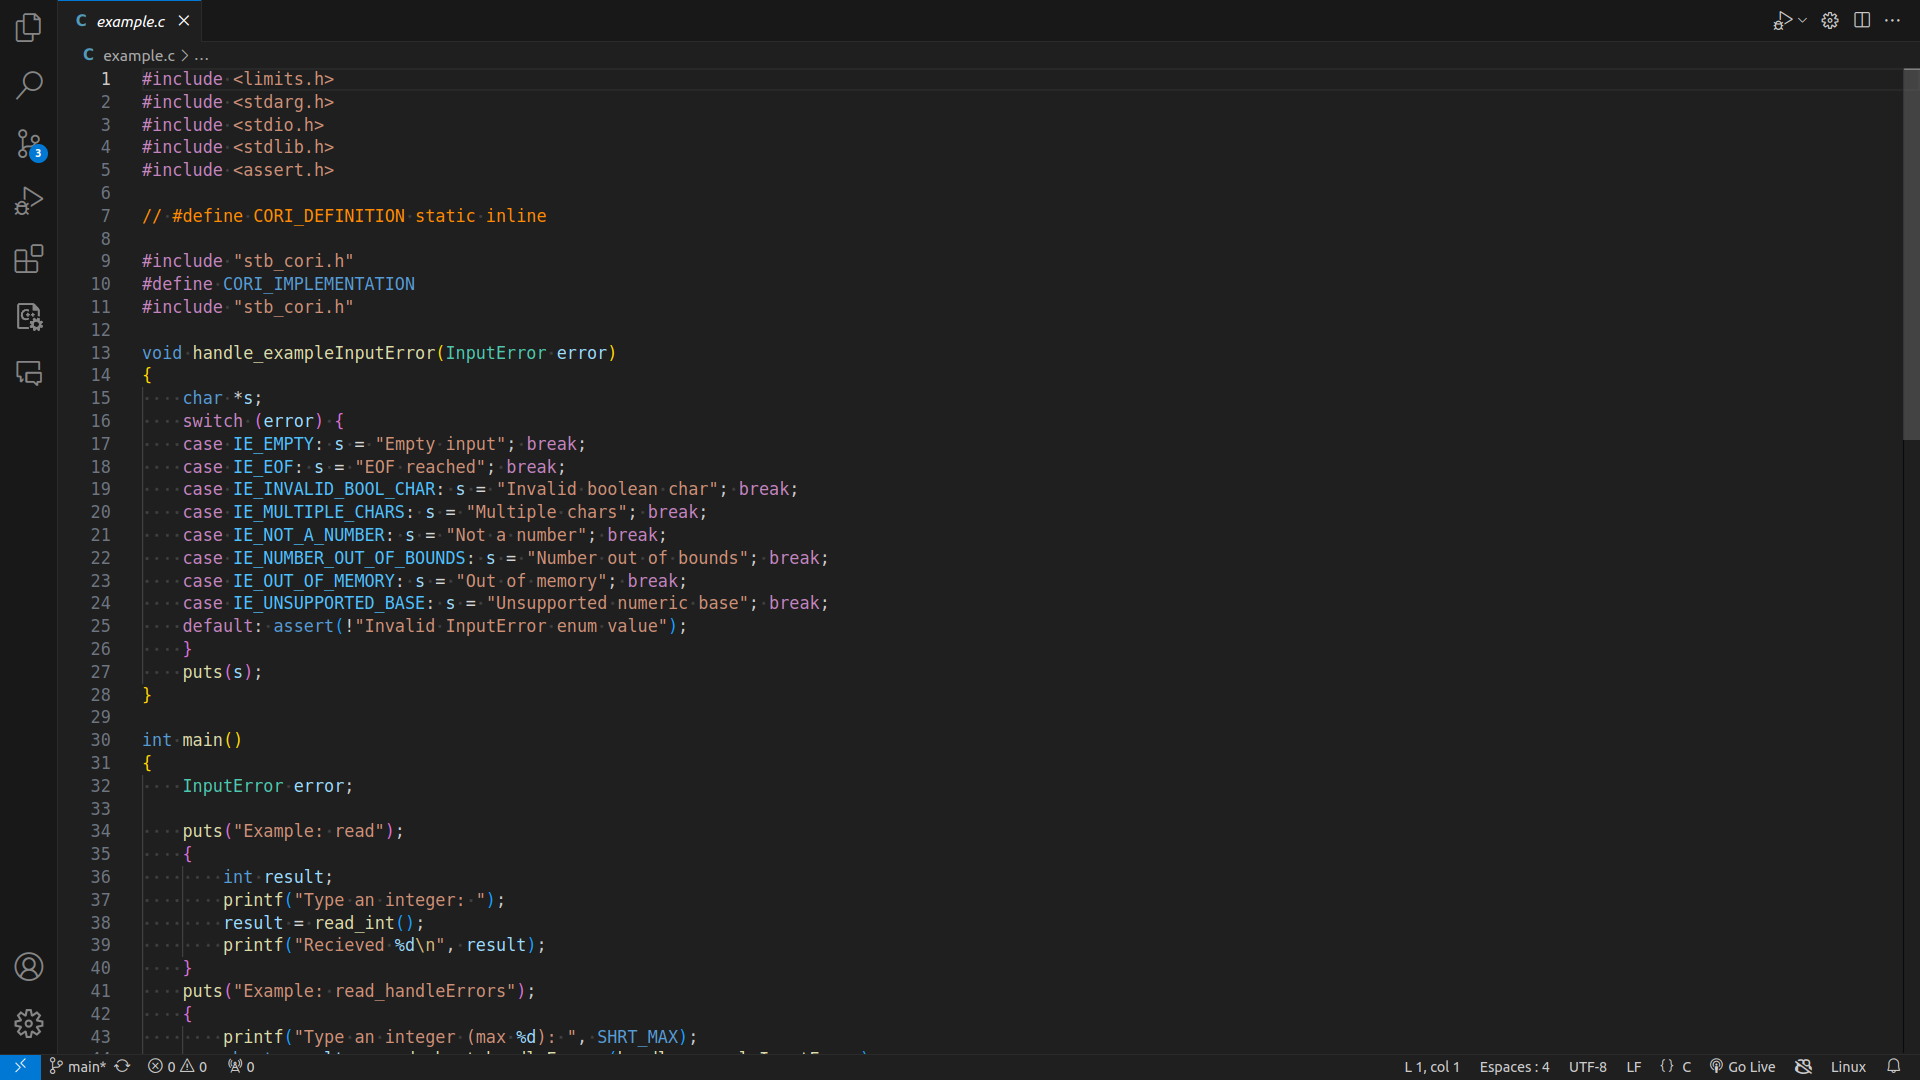 C example.c
C example.c > ...
1 #include <limits.h>
2 #include <stdarg.h>
3 #include <stdio.h>
4 #include <stdlib.h>
5 #include <assert.h>
6
7 // #define CORI_DEFINITION static inline
8
9 #include "stb_cori.h"
10 #define CORI_IMPLEMENTATION
11 #include "stb_cori.h"
12
13 void handle_exampleInputError(InputError error)
14 {
15     char *s;
16     switch (error) {
17     case IE_EMPTY: s = "Empty input"; break;
18     case IE_EOF: s = "EOF reached"; break;
19     case IE_INVALID_BOOL_CHAR: s = "Invalid boolean char"; break;
20     case IE_MULTIPLE_CHARS: s = "Multiple chars"; break;
21     case IE_NOT_A_NUMBER: s = "Not a number"; break;
22     case IE_NUMBER_OUT_OF_BOUNDS: s = "Number out of bounds"; break;
23     case IE_OUT_OF_MEMORY: s = "Out of memory"; break;
24     case IE_UNSUPPORTED_BASE: s = "Unsupported numeric base"; break;
25     default: assert(!"Invalid InputError enum value");
26     }
27     puts(s);
28 }
29
30 int main()
31 {
32     InputError error;
33
34     puts("Example: read");
35     {
36         int result;
37         printf("Type an integer: ");
38         result = read_int();
39         printf("Recieved %d\n", result);
40     }
41     puts("Example: read_handleErrors");
42     {
43         printf("Type an integer (max %d): ", SHRT_MAX);
3
main* 0 0 0 L 1, col 1 Espaces : 4 UTF-8 LF {} C Go Live Linux